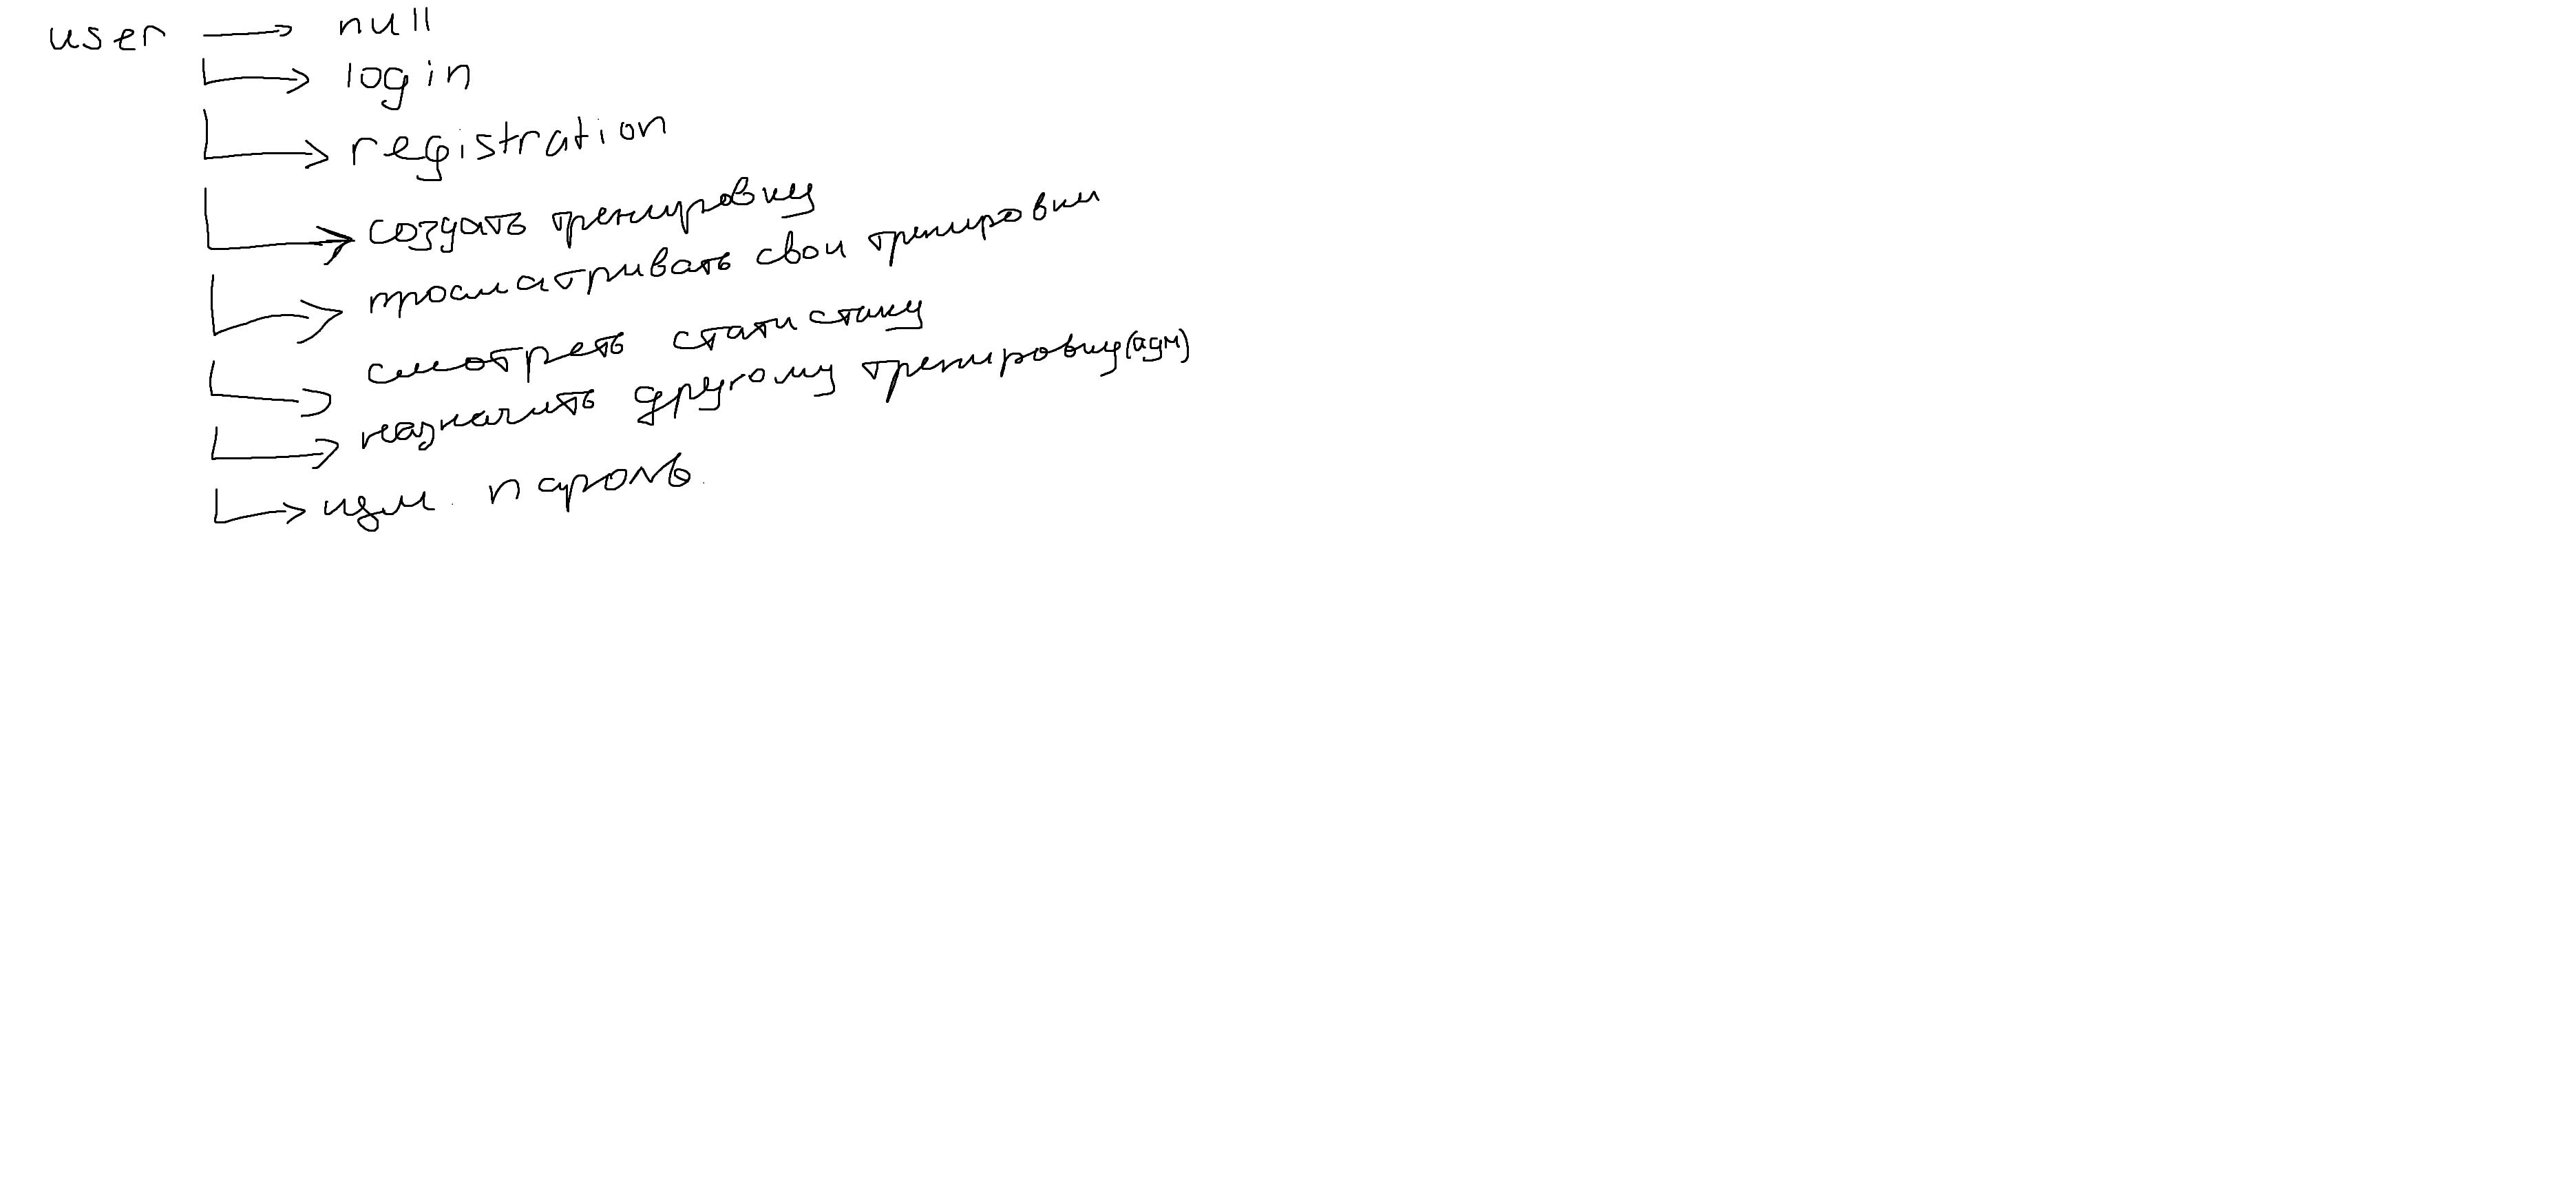 user → null
→ login
→ registration
→ создать тренировку
→ просматривать свои тренировки
→ смотреть статистику
→ назначить другому тренировку (адм)
→ изм. пароль